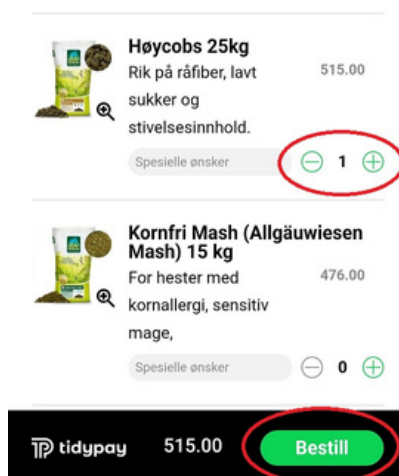 Høycobs 25kg
Rik på råfiber, lavt
515.00
sukker og
stivelsesinnhold.
Spesielle ønsker
1
Kornfri Mash (Allgäuwiesen
Mash) 15 kg
For hester med
476.00
kornallergi, sensitiv
mage,
Spesielle ønsker
0
tidypay
515.00
Bestill